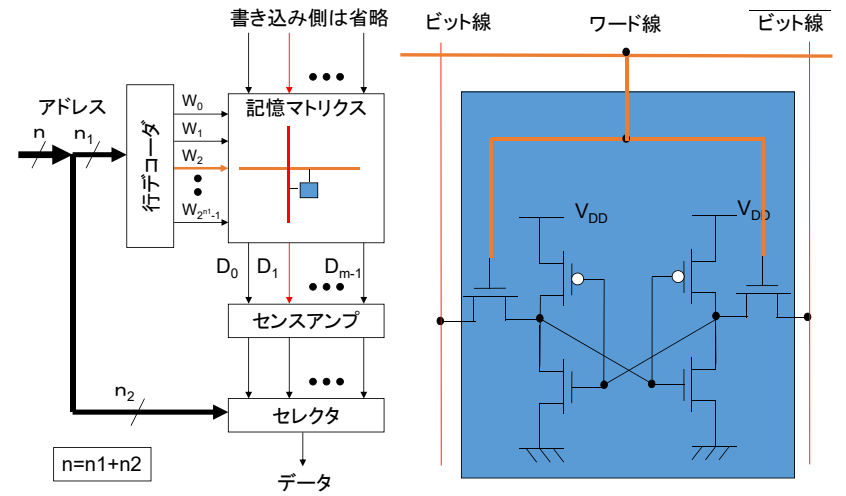 書き込み側は省略
アドレス
n
n₁
行デコーダ
W₀
W₁
W₂
W₂ⁿ¹-1
記憶マトリクス
D₀
D₁
Dm-1
センスアンプ
n₂
セレクタ
データ
n=n1+n2
ビット線
ワード線
ビット線
VDD
VDD